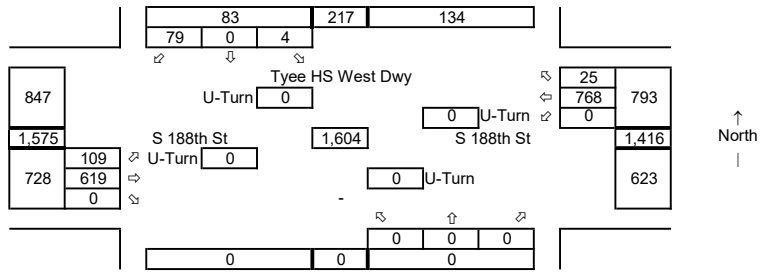 83 217 134
79 0 4
⬃ ⇩ ⬂
Tyee HS West Dwy
⬁ 25
847 U-Turn 0 ⇦ 768 793
0 U-Turn ⬃ 0
↑
1,575 S 188th St 1,604 S 188th St 1,416 North
109 ⬀ U-Turn 0 |
728 619 ⇨ 0 U-Turn 623
0 ⬂ -
⬁ ⇧ ⬀
0 0 0
0 0 0